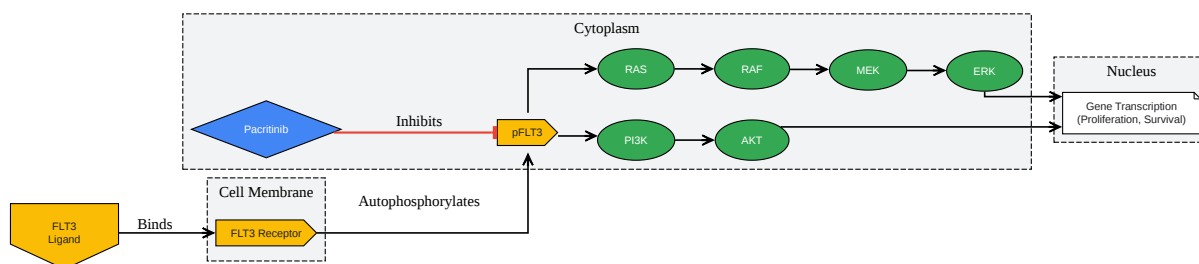 Cytoplasm
RAS
RAF
MEK
ERK
Nucleus
Gene Transcription
(Proliferation, Survival)
Pacritinib
Inhibits
pFLT3
PI3K
AKT
Cell Membrane
Autophosphorylates
FLT3
Ligand
Binds
FLT3 Receptor